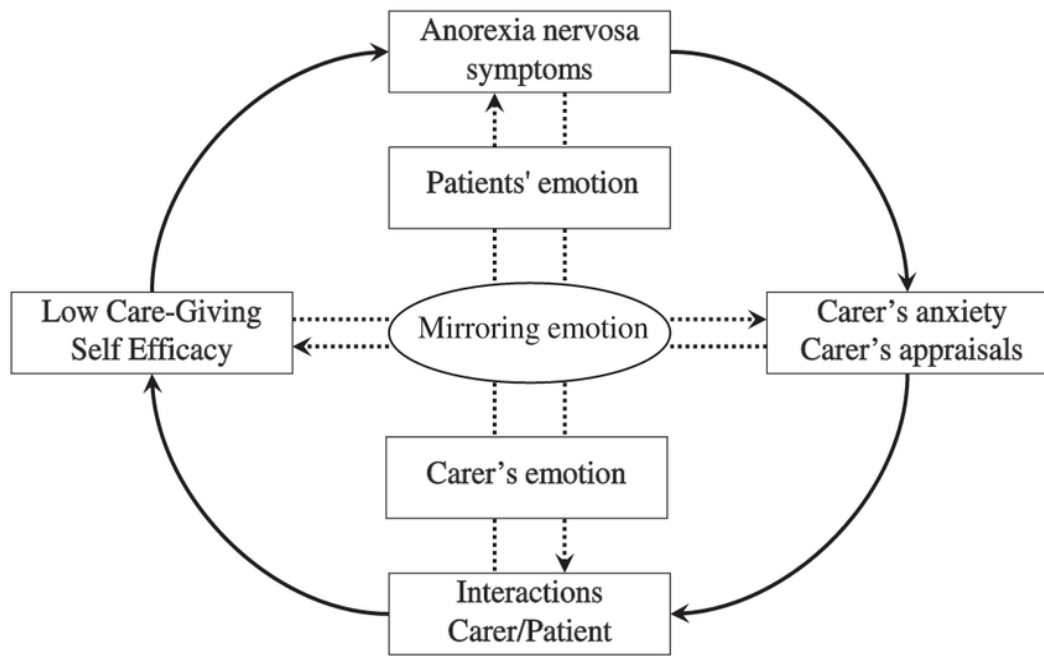 Anorexia nervosa
symptoms
Patients' emotion
Low Care-Giving
Self Efficacy
Mirroring emotion
Carer’s anxiety
Carer’s appraisals
Carer’s emotion
Interactions
Carer/Patient